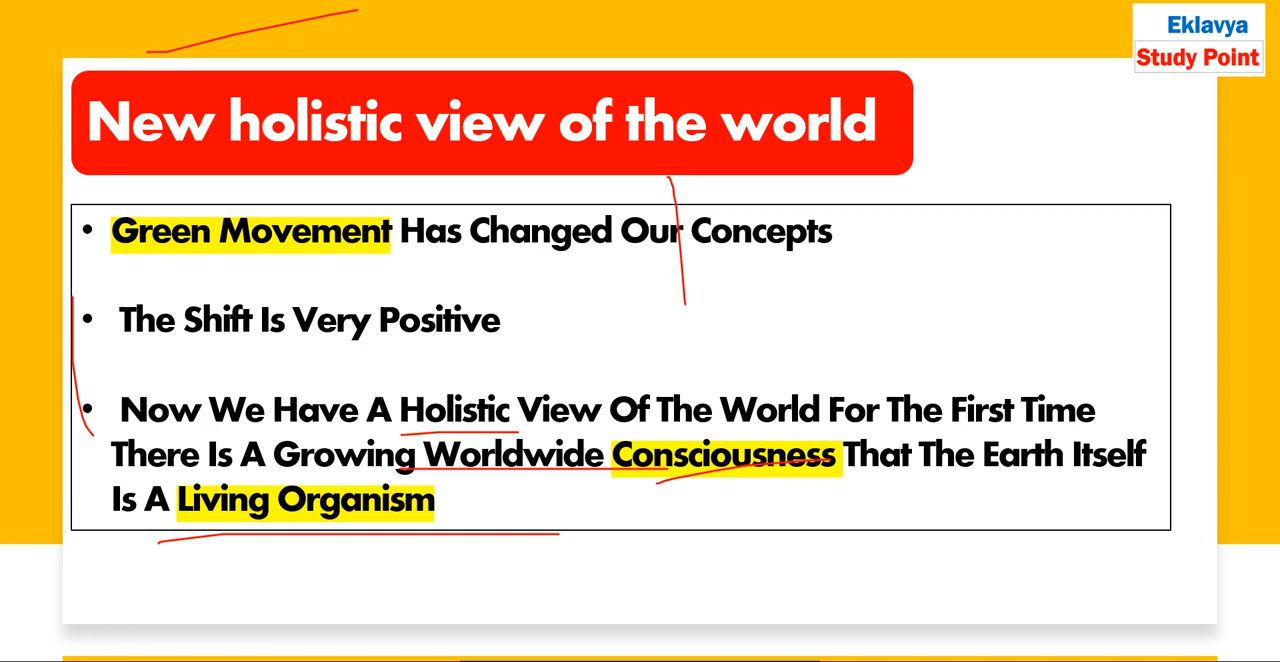 Eklavya
Study Point
New holistic view of the world
• Green Movement Has Changed Our Concepts
• The Shift Is Very Positive
• Now We Have A Holistic View Of The World For The First Time
There Is A Growing Worldwide Consciousness That The Earth Itself
Is A Living Organism